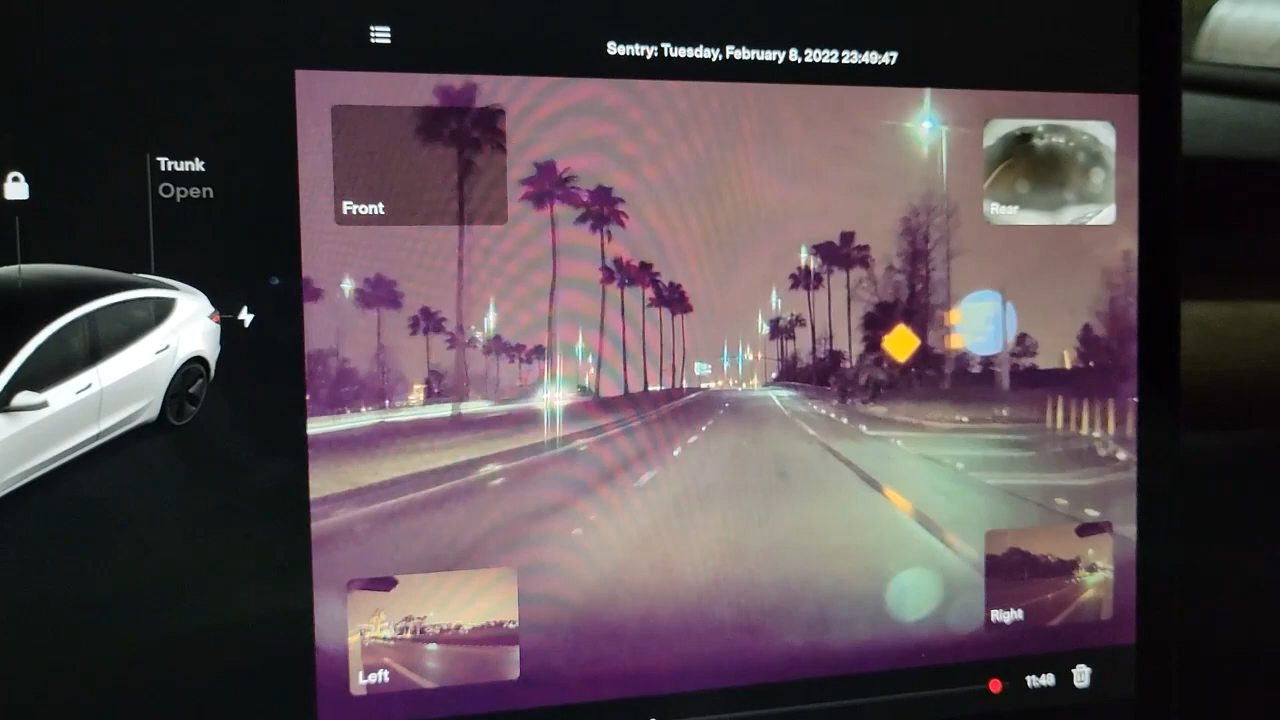 Sentry: Tuesday, February 8, 2022 23:49:47
Trunk
Open
Front
Rear
Left
Right
11:48